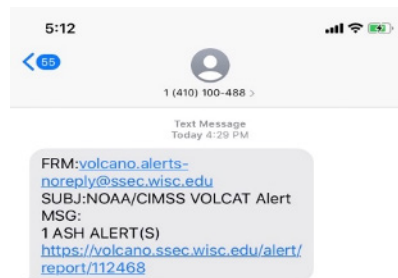 5:12
55
1 (410) 100-488 >
Text Message
Today 4:29 PM
FRM:volcano.alerts-
noreply@ssec.wisc.edu
SUBJ:NOAA/CIMSS VOLCAT Alert
MSG:
1 ASH ALERT(S)
https://volcano.ssec.wisc.edu/alert/
report/112468